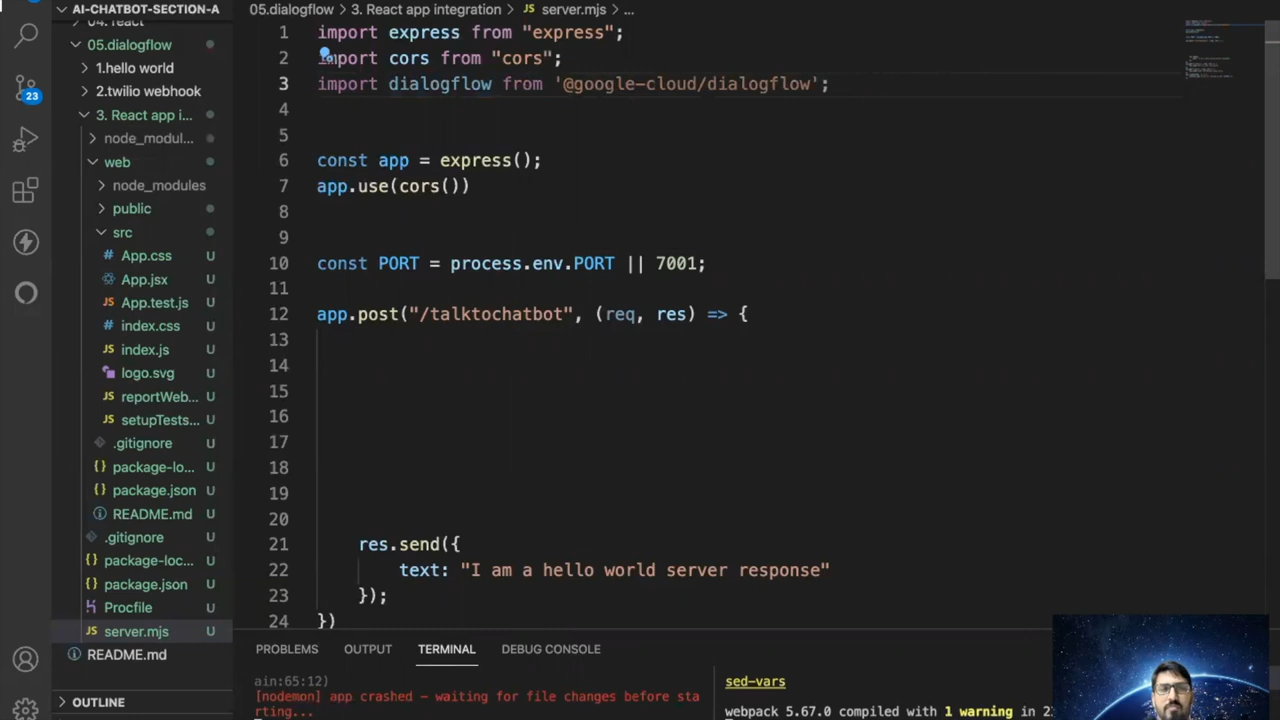 AI-CHATBOT-SECTION-A
05.dialogflow
1.hello world
2.twilio webhook
3. React app i...
node_modul...
web
node_modules
public
src
# App.css U
App.jsx U
JS App.test.js U
# index.css U
JS index.js U
logo.svg U
JS reportWeb... U
JS setupTests... U
.gitignore U
{} package-lo... U
{} package.json U
README.md U
.gitignore U
{} package-loc... U
{} package.json U
Procfile U
JS server.mjs U
README.md
OUTLINE
23
05.dialogflow > 3. React app integration > JS server.mjs > ...
1 import express from "express";
2 import cors from "cors";
3 import dialogflow from '@google-cloud/dialogflow';
4
5
6 const app = express();
7 app.use(cors())
8
9
10 const PORT = process.env.PORT || 7001;
11
12 app.post("/talktochatbot", (req, res) => {
13
14
15
16
17
18
19
20
21 res.send({
22 text: "I am a hello world server response"
23 });
24 })
PROBLEMS OUTPUT TERMINAL DEBUG CONSOLE
ain:65:12)
[nodemon] app crashed - waiting for file changes before sta
rting...
sed-vars
webpack 5.67.0 compiled with 1 warning in 2